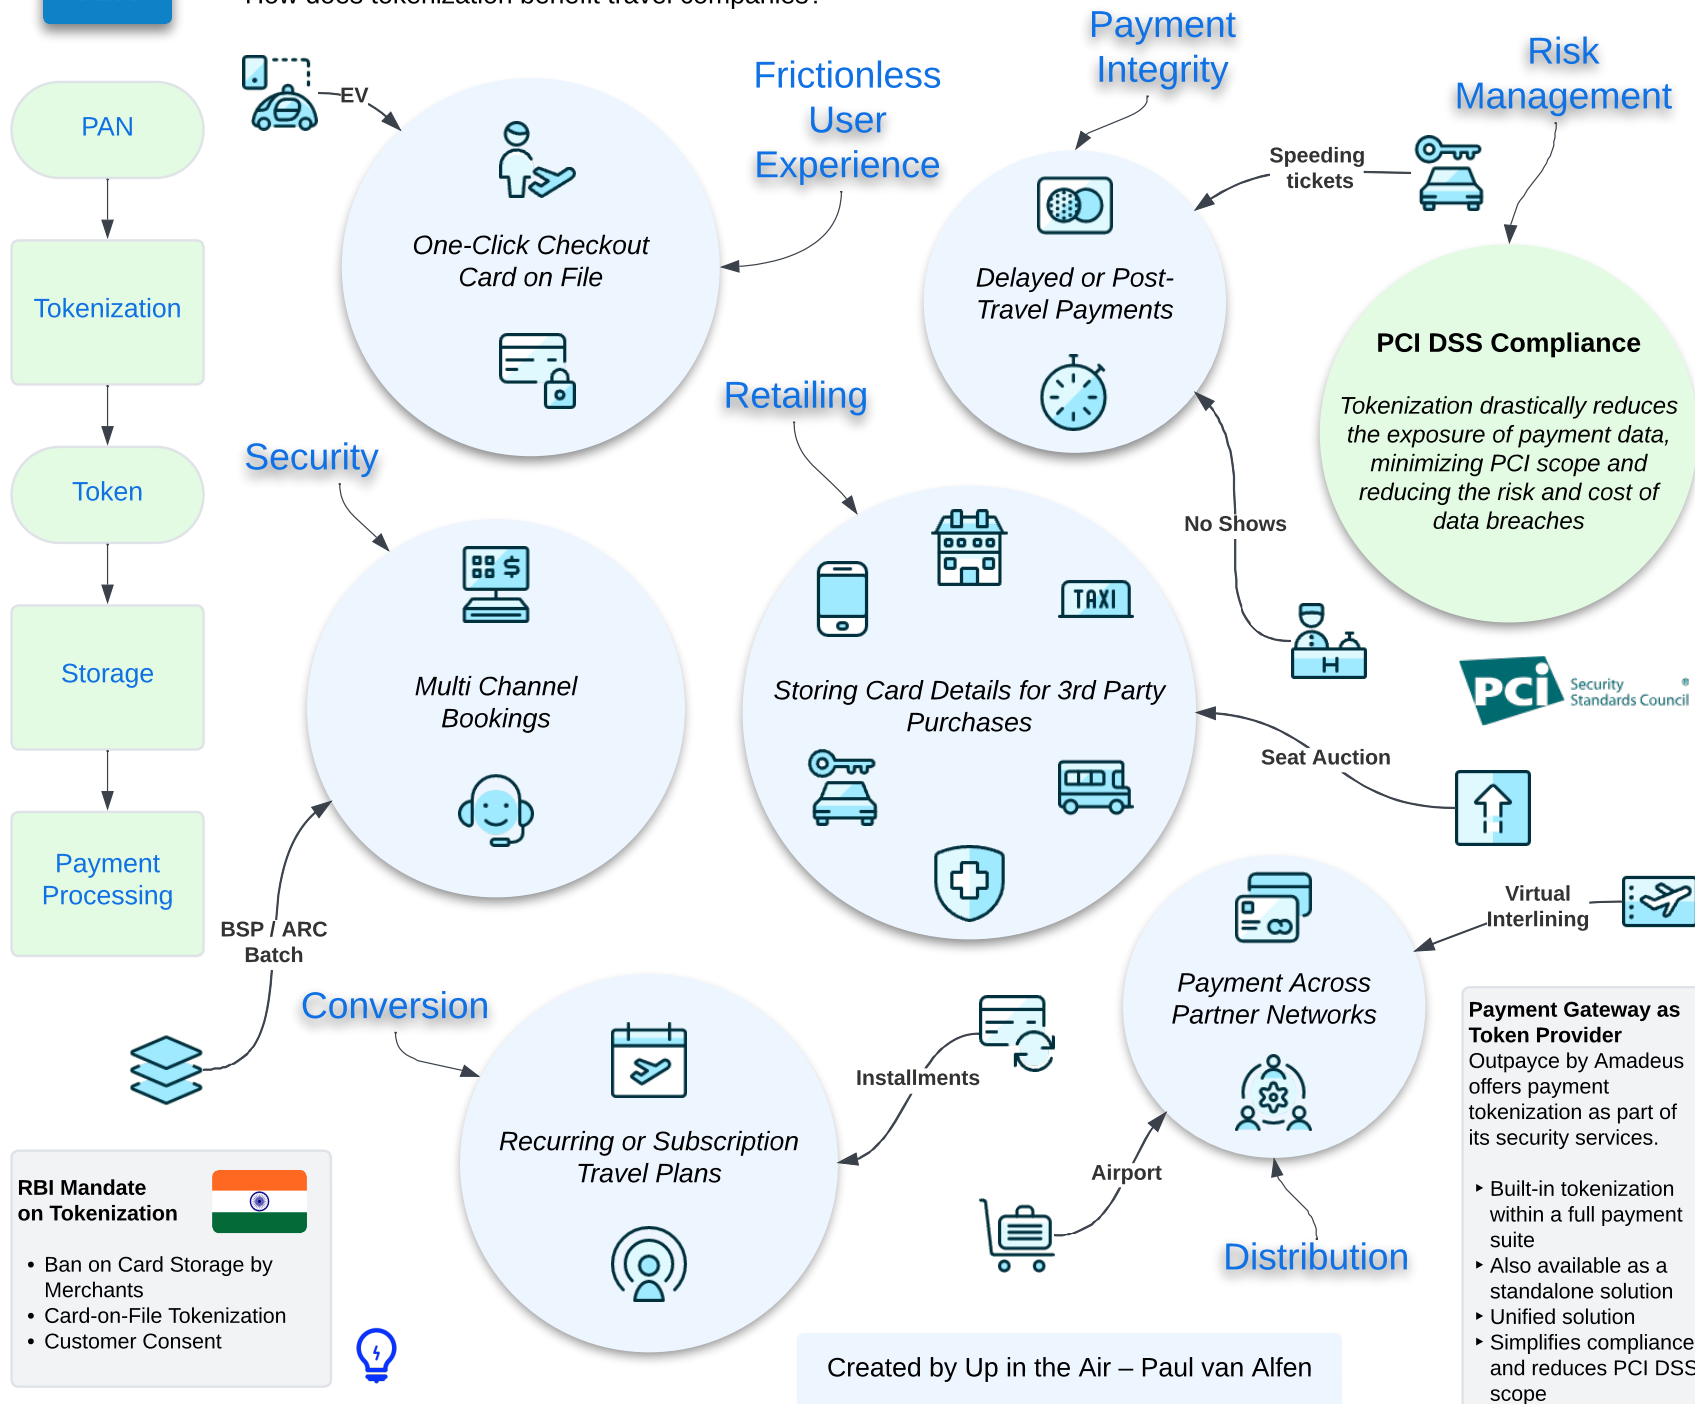 How does tokenization benefit travel companies?
PAN
Tokenization
Token
Storage
Payment
Processing
EV
One-Click Checkout
Card on File
Frictionless
User
Experience
Payment
Integrity
Risk
Management
Speeding
tickets
Delayed or Post-
Travel Payments
PCI DSS Compliance
Tokenization drastically reduces
the exposure of payment data,
minimizing PCI scope and
reducing the risk and cost of
data breaches
Retailing
Security
No Shows
$
Multi Channel
Bookings
TAXI
Storing Card Details for 3rd Party
Purchases
H
PCi Security
Standards Council
®
Seat Auction
BSP / ARC
Batch
Virtual
Interlining
Payment Across
Partner Networks
Conversion
Installments
Recurring or Subscription
Travel Plans
Airport
Distribution
Payment Gateway as
Token Provider
Outpayce by Amadeus
offers payment
tokenization as part of
its security services.
‣ Built-in tokenization
within a full payment
suite
‣ Also available as a
standalone solution
‣ Unified solution
‣ Simplifies compliance
and reduces PCI DSS
scope
RBI Mandate
on Tokenization
• Ban on Card Storage by
Merchants
• Card-on-File Tokenization
• Customer Consent
Created by Up in the Air – Paul van Alfen